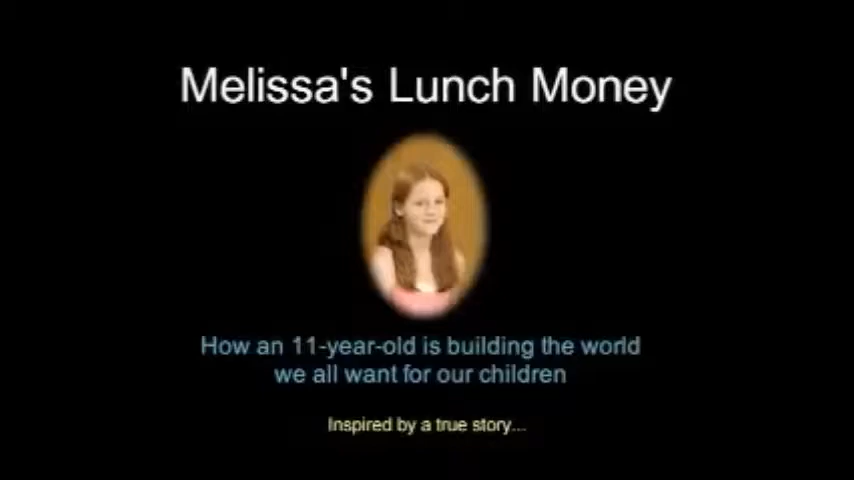 Melissa's Lunch Money
How an 11-year-old is building the world
we all want for our children
Inspired by a true story...